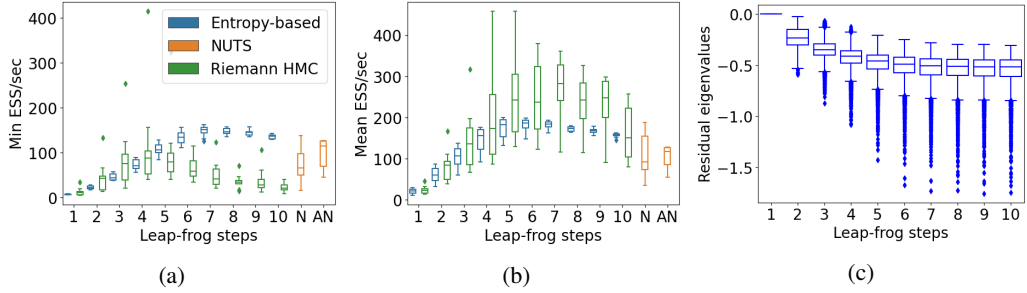 400
300
200
100
0
Min ESS/sec
Entropy-based
NUTS
Riemann HMC
1 2 3 4 5 6 7 8 9 10 N AN
Leap-frog steps
(a)
400
300
200
100
0
Mean ESS/sec
1 2 3 4 5 6 7 8 9 10 N AN
Leap-frog steps
(b)
0.0
−0.5
−1.0
−1.5
Residual eigenvalues
1 2 3 4 5 6 7 8 9 10
Leap-frog steps
(c)